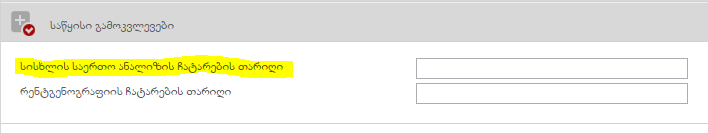 საწყისი გამოკვლევები
სისხლის საერთო ანალიზის ჩატარების თარიღი
რენტგენოგრაფიის ჩატარების თარიღი